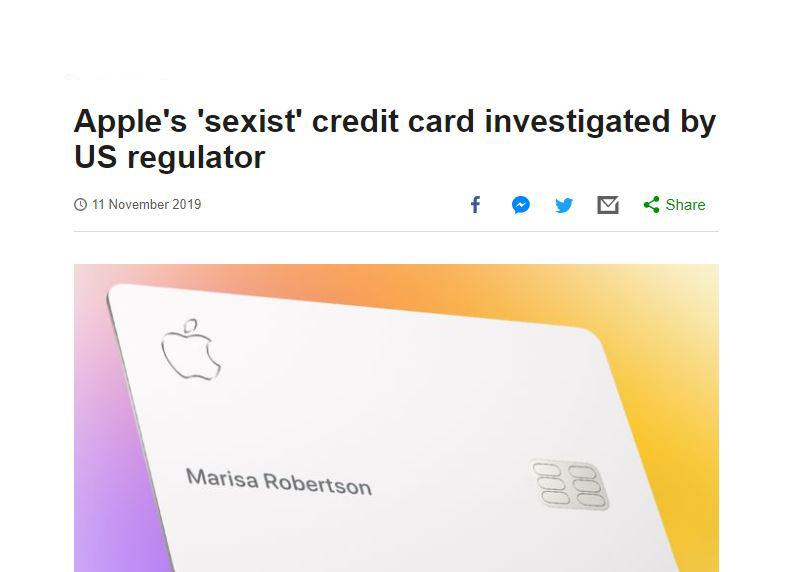 Apple's 'sexist' credit card investigated by
US regulator
11 November 2019
Share
Marisa Robertson